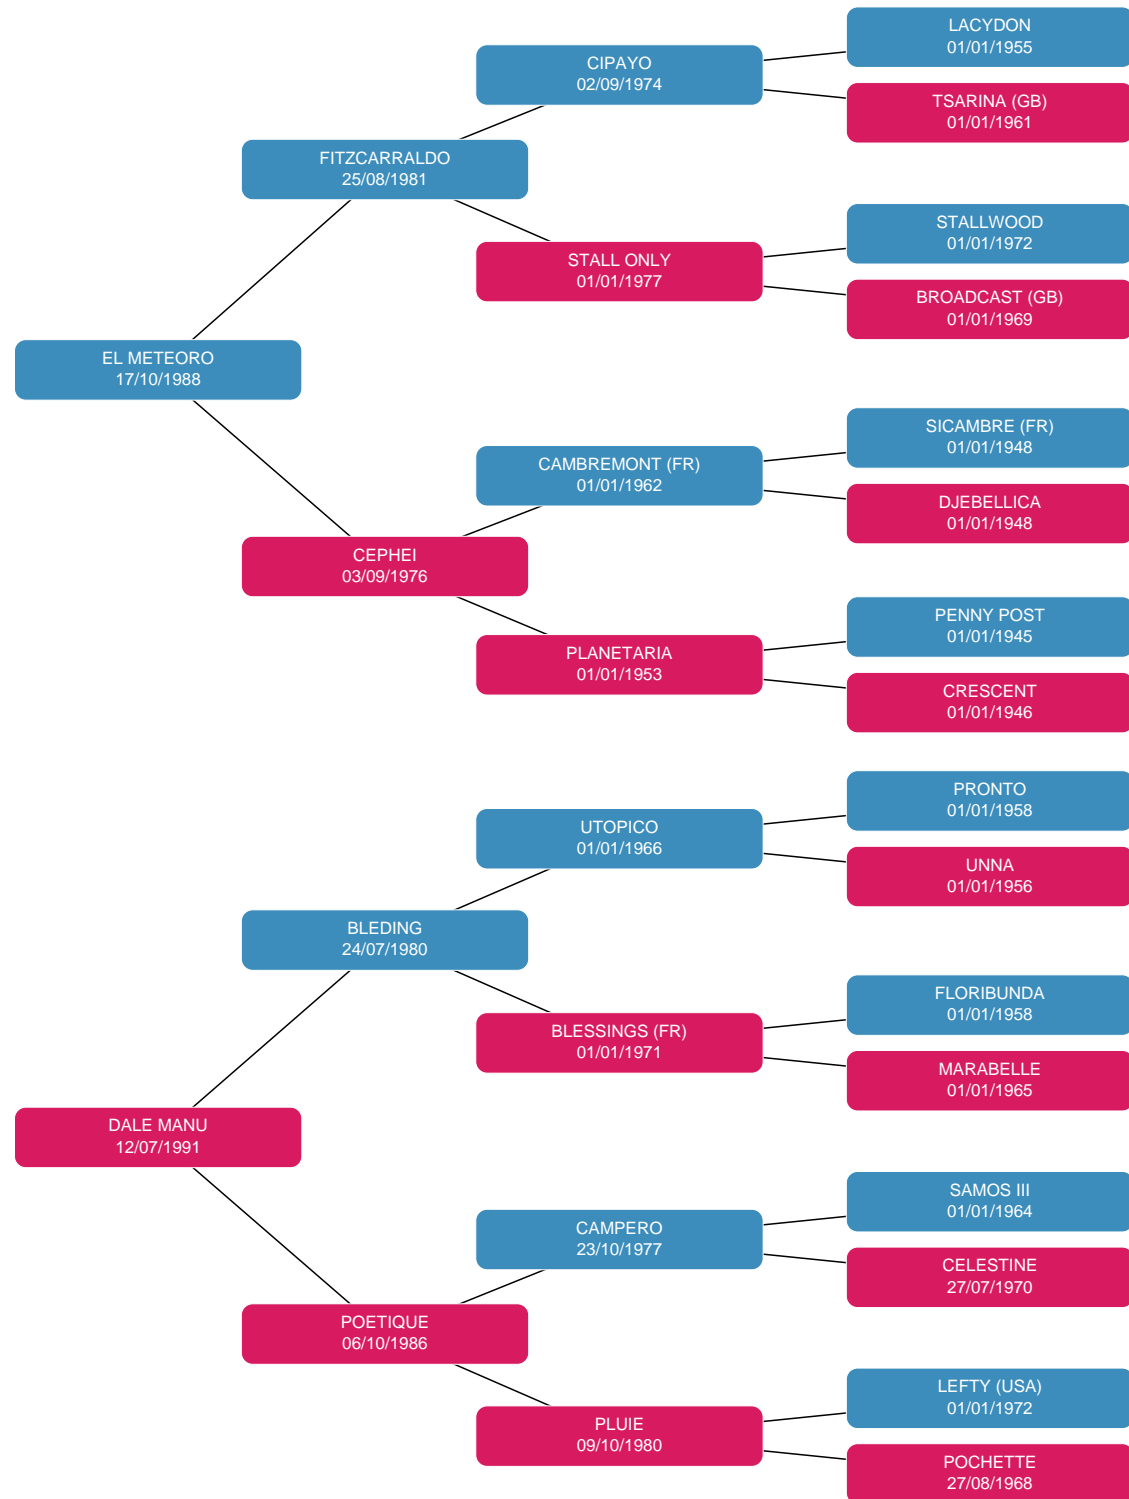 LACYDON
01/01/1955
CIPAYO
02/09/1974
TSARINA (GB)
01/01/1961
FITZCARRALDO
25/08/1981
STALLWOOD
01/01/1972
STALL ONLY
01/01/1977
BROADCAST (GB)
01/01/1969
EL METEORO
17/10/1988
SICAMBRE (FR)
01/01/1948
CAMBREMONT (FR)
01/01/1962
DJEBELLICA
01/01/1948
CEPHEI
03/09/1976
PENNY POST
01/01/1945
PLANETARIA
01/01/1953
CRESCENT
01/01/1946
PRONTO
01/01/1958
UTOPICO
01/01/1966
UNNA
01/01/1956
BLEDING
24/07/1980
FLORIBUNDA
01/01/1958
BLESSINGS (FR)
01/01/1971
MARABELLE
01/01/1965
DALE MANU
12/07/1991
SAMOS III
01/01/1964
CAMPERO
23/10/1977
CELESTINE
27/07/1970
POETIQUE
06/10/1986
LEFTY (USA)
01/01/1972
PLUIE
09/10/1980
POCHETTE
27/08/1968